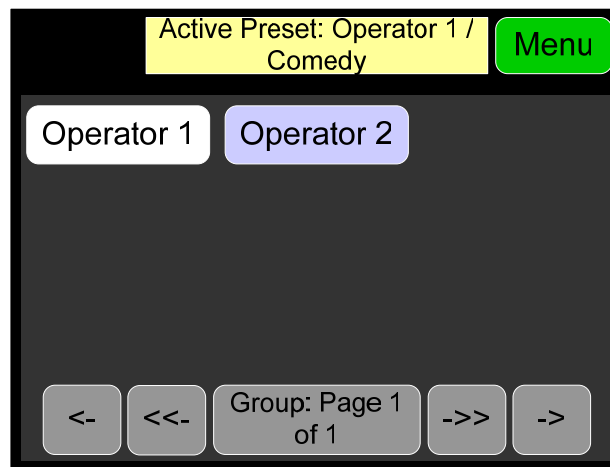 Active Preset: Operator 1 /
Comedy
Menu
Operator 1
Operator 2
<-
<<-
Group: Page 1
of 1
->>
->